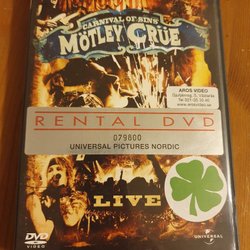 CARNIVAL OF SINS
MÖTLEY CRÜE
AROS VIDEO
RENTAL DVD
079800
UNIVERSAL PICTURES NORDIC
LIVE
DVD
VIDEO
UNIVERSAL